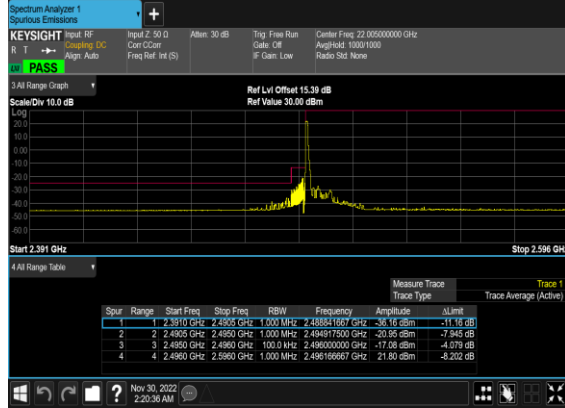 Spectrum Analyzer 1
Spurious Emissions
KEYSIGHT Input: RF Input Z: 50 Ω Atten: 30 dB Trig: Free Run Center Freq: 22.005000000 GHz
R T Coupling: DC Corr CCorr Gate: Off Avg|Hold: 1000/1000
Align: Auto Freq Ref: Int (S) IF Gain: Low Radio Std: None
PASS
3 All Range Graph
Ref Lvl Offset 15.39 dB
Scale/Div 10.0 dB Ref Value 30.00 dBm
Log
20.0
10.0
0.00
-10.0
-20.0
-30.0
-40.0
-50.0
-60.0
Start 2.391 GHz Stop 2.596 GH
4 All Range Table
Measure Trace Trace 1
Trace Type Trace Average (Active)
Spur Range Start Freq Stop Freq RBW Frequency Amplitude ΔLimit
1 1 2.3910 GHz 2.4905 GHz 1.000 MHz 2.488841667 GHz -36.16 dBm -11.16 dB
2 2 2.4905 GHz 2.4950 GHz 1.000 MHz 2.494917500 GHz -20.95 dBm -7.945 dB
3 3 2.4950 GHz 2.4960 GHz 100.0 kHz 2.496000000 GHz -17.08 dBm -4.079 dB
4 4 2.4960 GHz 2.5960 GHz 1.000 MHz 2.496166667 GHz 21.80 dBm -8.202 dB
? Nov 30, 2022
2:20:36 AM